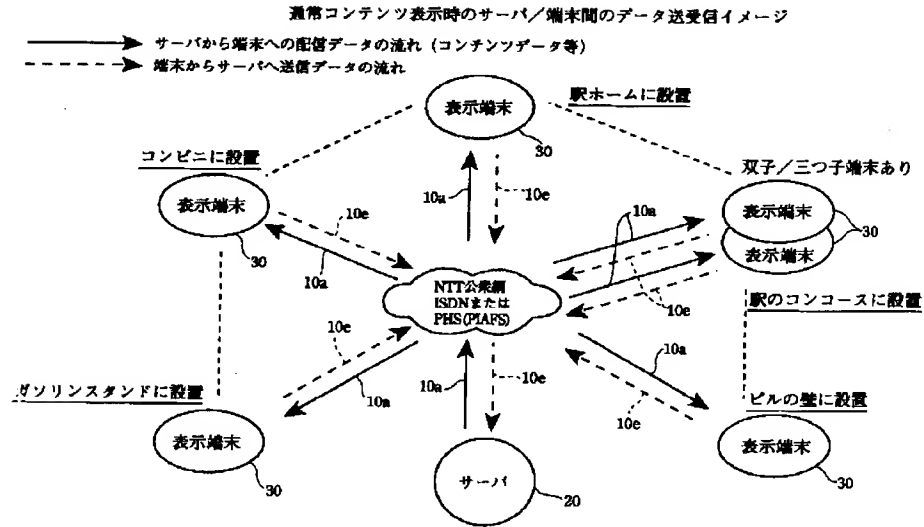 通常コンテンツ表示時のサーバ／端末間のデータ送受信イメージ
サーバから端末への配信データの流れ（コンテンツデータ等）
端末からサーバへ送信データの流れ
表示端末
30
駅ホームに設置
コンビニに設置
表示端末
30
双子／三つ子端末あり
表示端末
表示端末
30
10a
10e
10e
10a
10a
10e
NTT公衆網
ISDNまたは
PHS(PIAFS)
駅のコンコースに設置
10e
10a
10a
10e
10a
10e
ガソリンスタンドに設置
表示端末
30
ビルの壁に設置
表示端末
30
サーバ
20